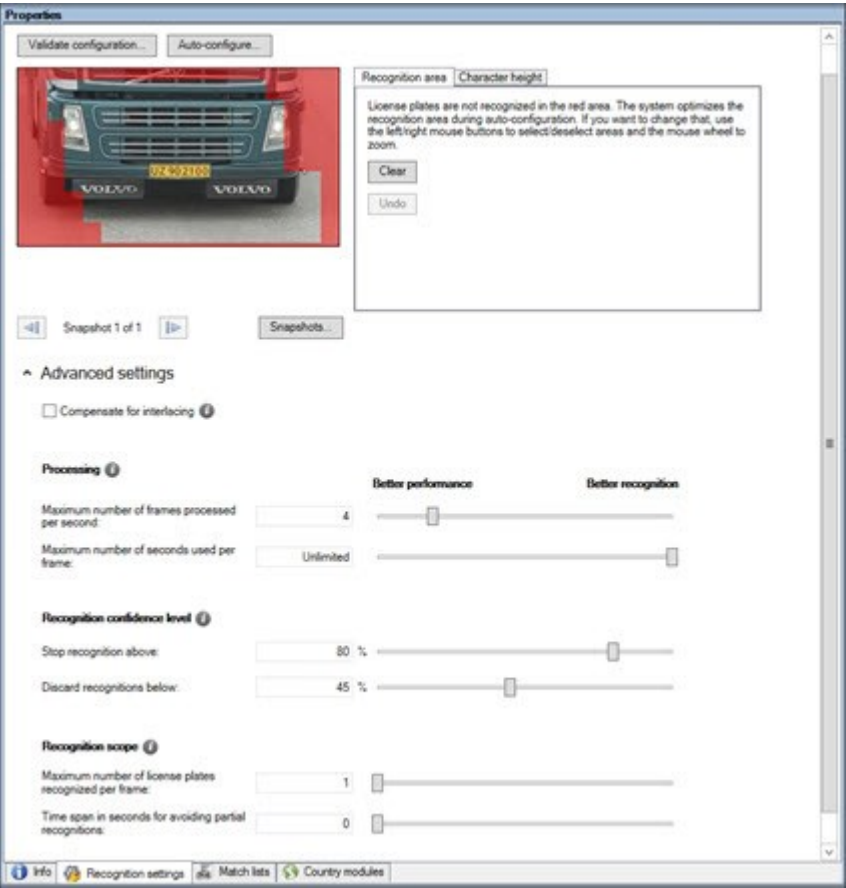 Properties
Validate configuration...
Auto-configure...
UZ 902100
VOLVO VOLVO
Recognition area
Character height
License plates are not recognized in the red area. The system optimizes the
recognition area during auto-configuration. If you want to change that, use
the left/right mouse buttons to select/deselect areas and the mouse wheel to
zoom.
Clear
Undo
Snapshot 1 of 1
Snapshots...
Advanced settings
Compensate for interlacing
Processing
Better performance
Better recognition
Maximum number of frames processed
per second:
4
Maximum number of seconds used per
frame:
Unlimited
Recognition confidence level
Stop recognition above:
80 %
Discard recognitions below:
45 %
Recognition scope
Maximum number of license plates
recognized per frame:
1
Time span in seconds for avoiding partial
recognitions:
0
Info
Recognition settings
Match lists
Country modules